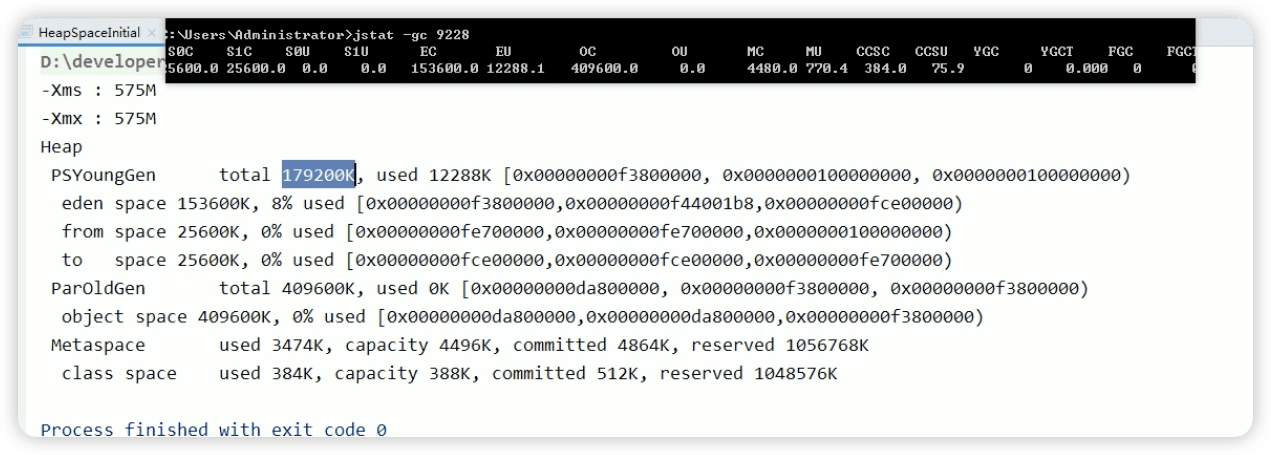 HeapSpaceInitial ×
:\Users\Administrator>jstat -gc 9228
S0C S1C S0U S1U EC EU OC OU MC MU CCSC CCSU YGC YGCT FGC FGCT
5600.0 25600.0 0.0 0.0 153600.0 12288.1 409600.0 0.0 4480.0 770.4 384.0 75.9 0 0.000 0
D:\developer
-Xms : 575M
-Xmx : 575M
Heap
PSYoungGen total 179200K, used 12288K [0x00000000f3800000, 0x0000000100000000, 0x0000000100000000)
eden space 153600K, 8% used [0x00000000f3800000,0x00000000f44001b8,0x00000000fce00000)
from space 25600K, 0% used [0x00000000fe700000,0x00000000fe700000,0x0000000100000000)
to space 25600K, 0% used [0x00000000fce00000,0x00000000fce00000,0x00000000fe700000)
ParOldGen total 409600K, used 0K [0x00000000da800000, 0x00000000f3800000, 0x00000000f3800000)
object space 409600K, 0% used [0x00000000da800000,0x00000000da800000,0x00000000f3800000)
Metaspace used 3474K, capacity 4496K, committed 4864K, reserved 1056768K
class space used 384K, capacity 388K, committed 512K, reserved 1048576K
Process finished with exit code 0